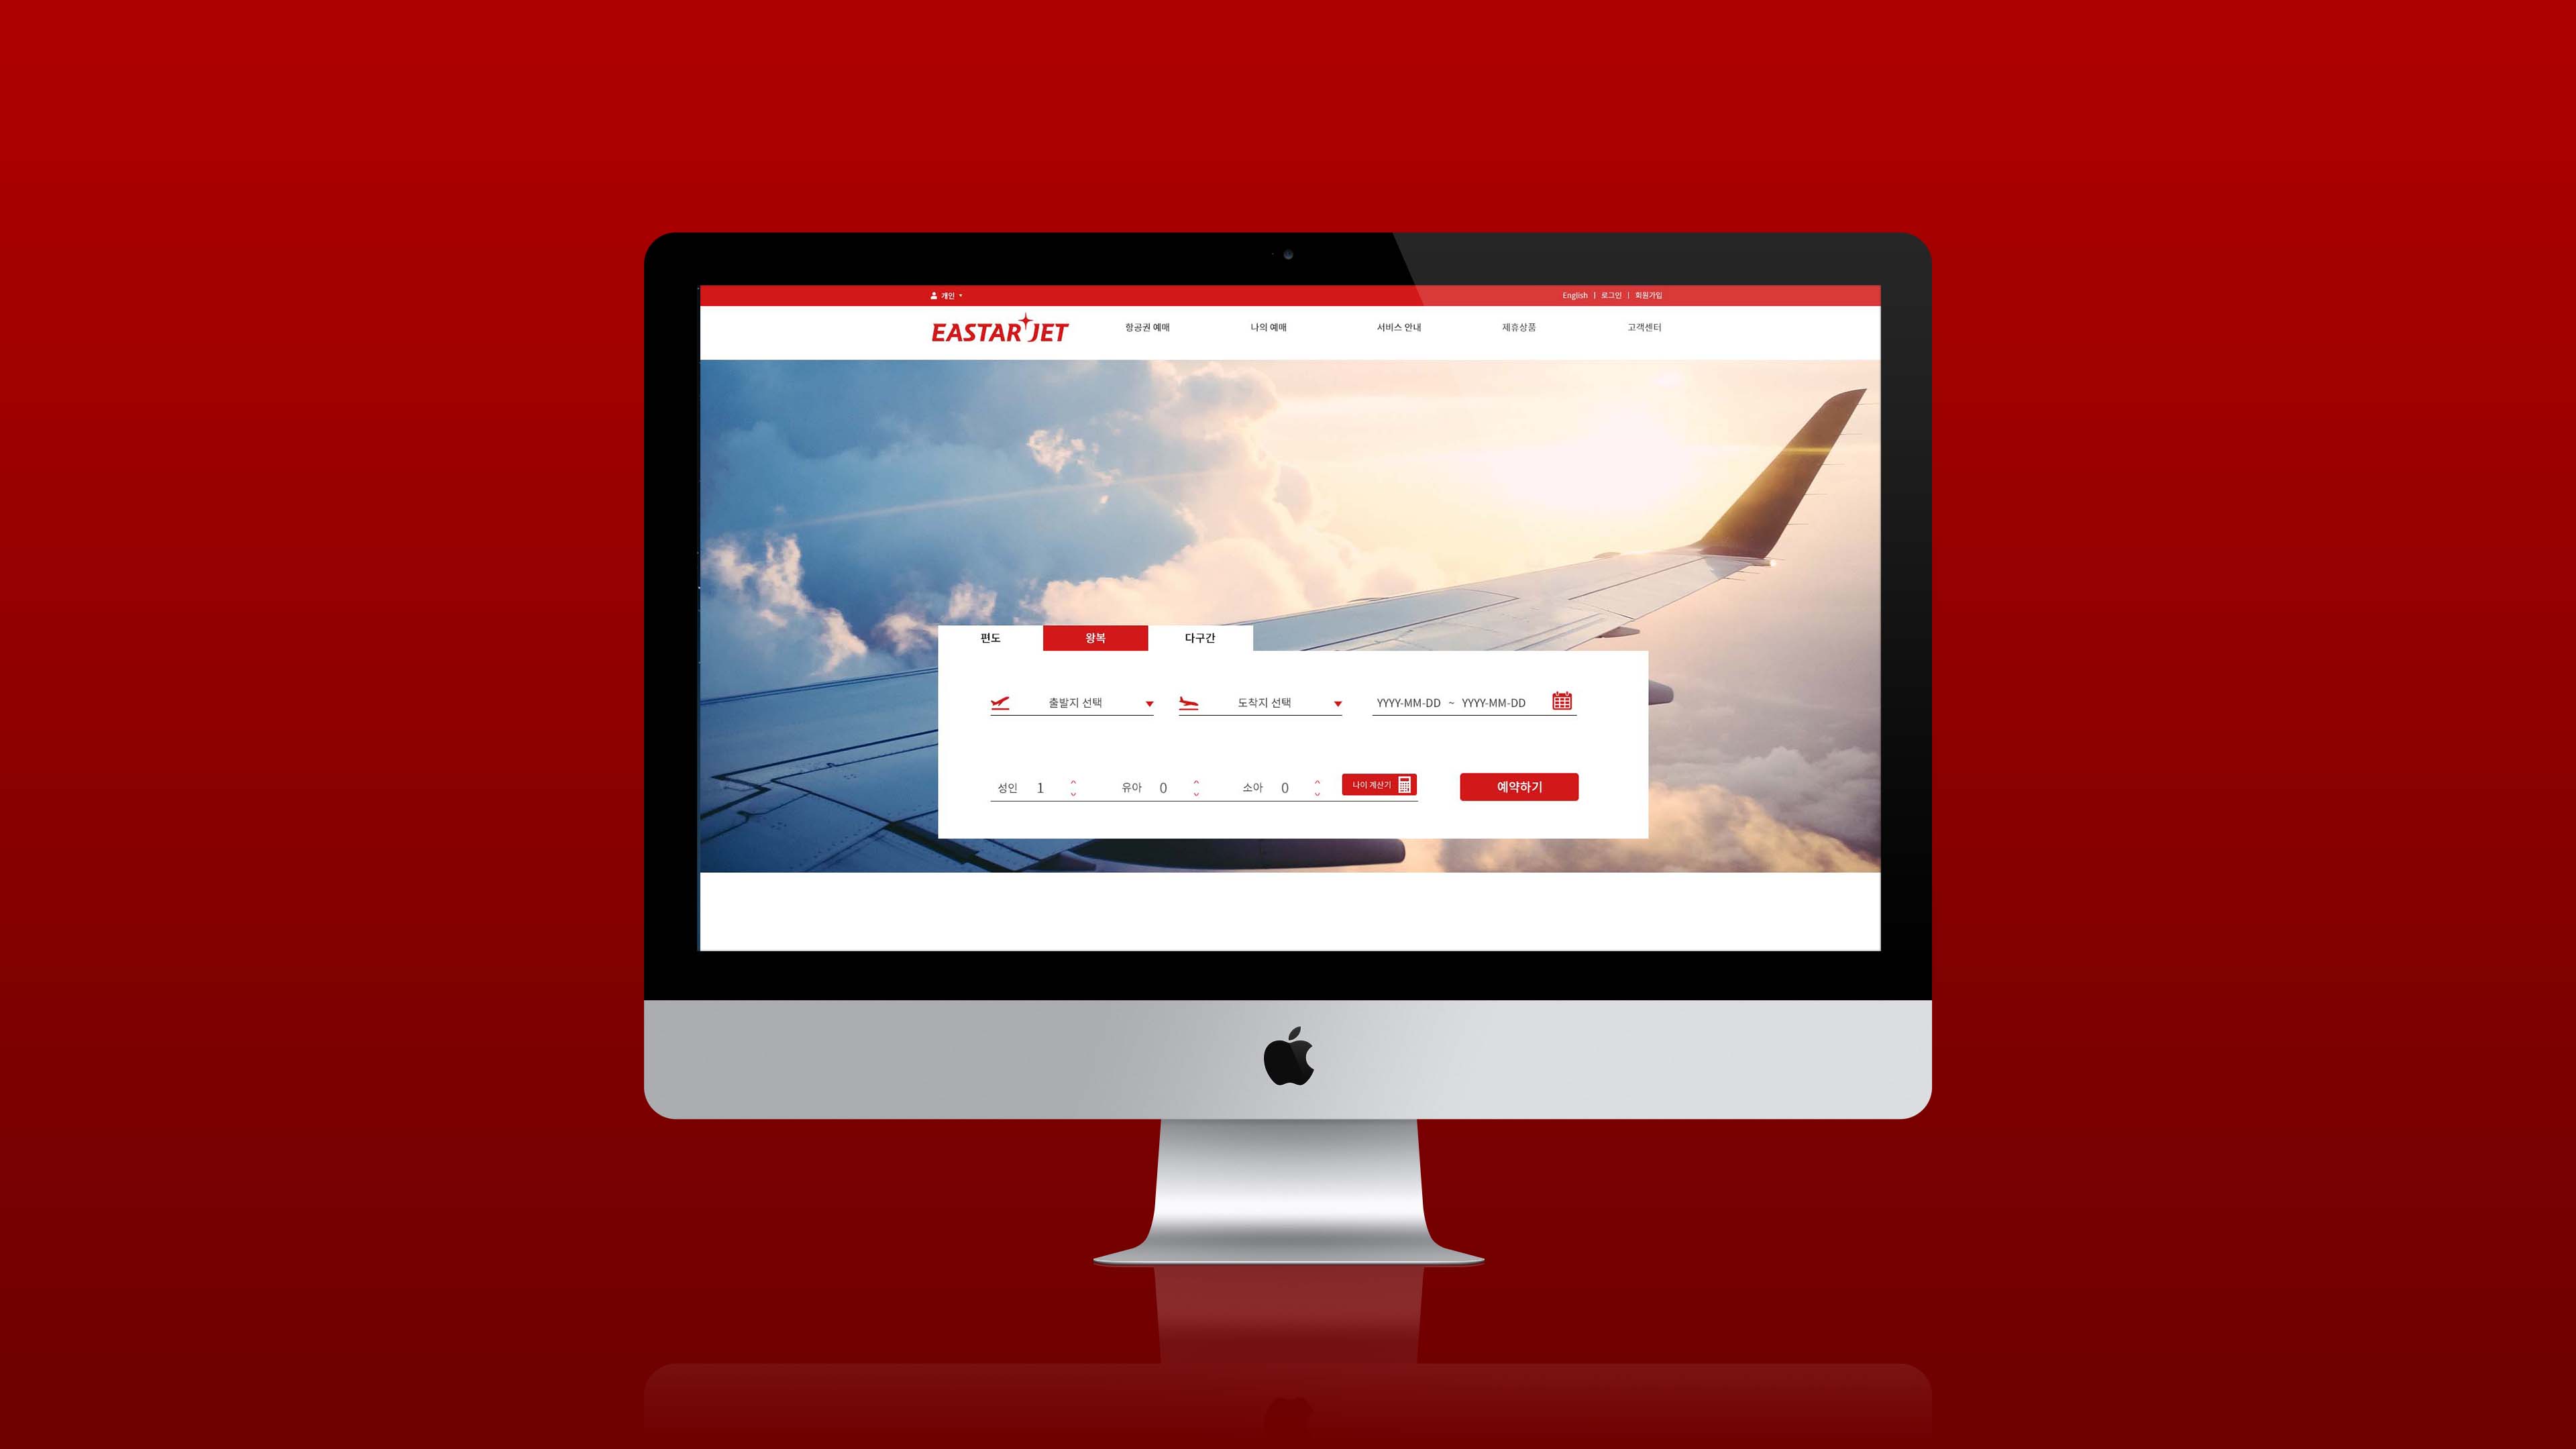 개인
English | 로그인 | 회원가입
EASTAR JET
항공권 예매 나의 예매 서비스 안내 제휴상품 고객센터
편도 왕복 다구간
출발지 선택 도착지 선택 YYYY-MM-DD ~ YYYY-MM-DD
성인 1 유아 0 소아 0 나이 계산기 예약하기